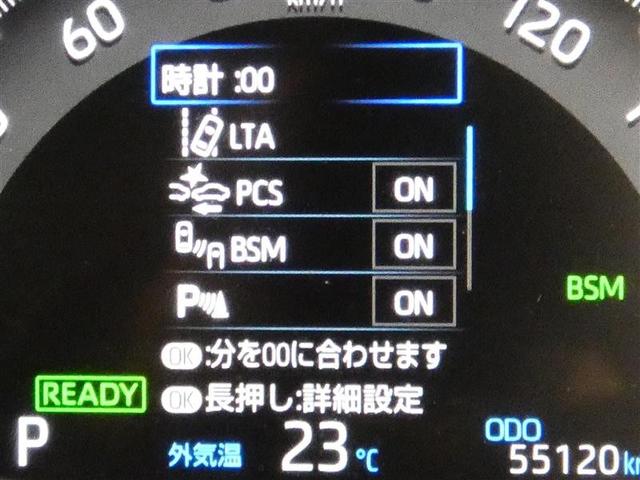 60
km/h
120
時計 :00
LTA
PCS ON
BSM ON
BSM
P ON
OK:分を00に合わせます
READY
OK長押し:詳細設定
P
外気温 23 ℃
ODO
55120km